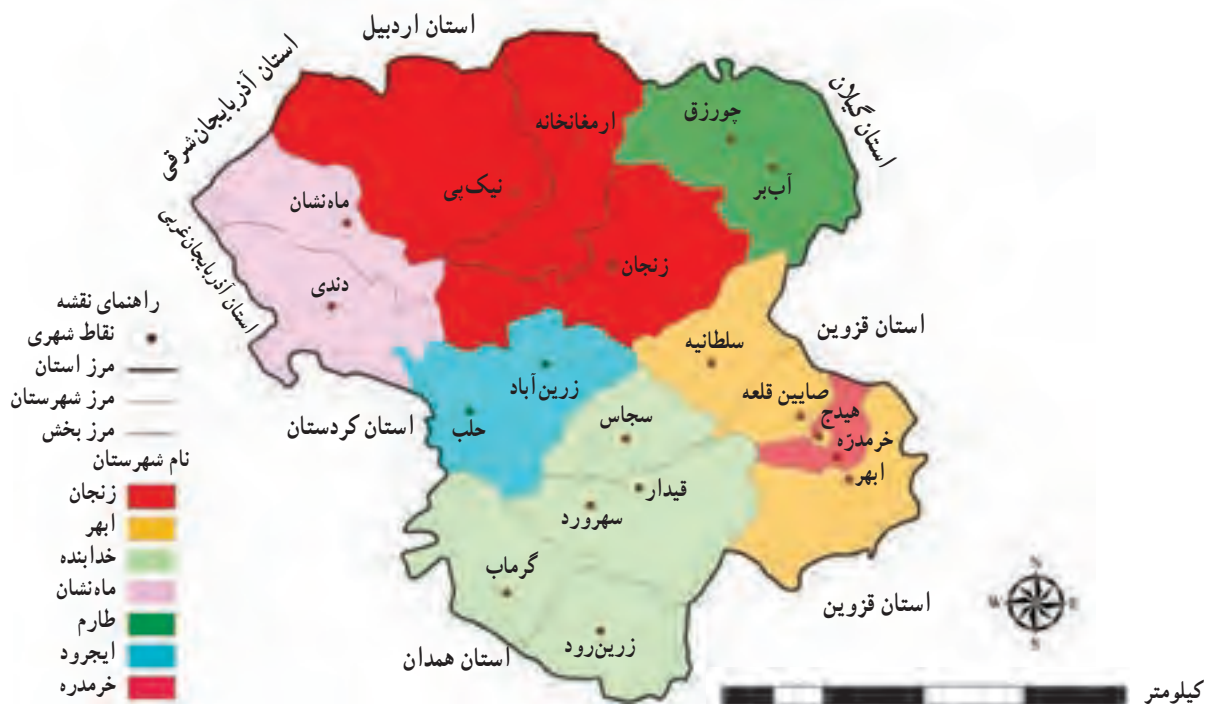 استان اردبیل
استان آذربایجان‌شرقی
استان گیلان
چورزق
ارمغانخانه
آب‌بر
نیک‌پی
ماه‌نشان
استان آذربایجان‌غربی
زنجان
دندی
راهنمای نقشه
نقاط شهری
مرز استان
مرز شهرستان
مرز بخش
نام شهرستان
زنجان
ابهر
خدابنده
ماه‌نشان
طارم
ایجرود
خرمدره
استان قزوین
سلطانیه
زرین‌آباد
صایین قلعه
هیدج
خرمدرّه
ابهر
استان کردستان
حلب
سجاس
قیدار
سهرورد
گرماب
زرین‌رود
استان قزوین
استان همدان
N
W
E
S
کیلومتر